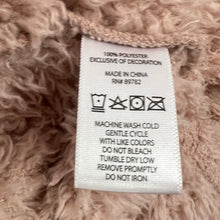 100% POLYESTER
EXCLUSIVE OF DECORATION
MADE IN CHINA
RN# 89782
MACHINE WASH COLD
GENTLE CYCLE
WITH LIKE COLORS
DO NOT BLEACH
TUMBLE DRY LOW
REMOVE PROMPTLY
DO NOT IRON